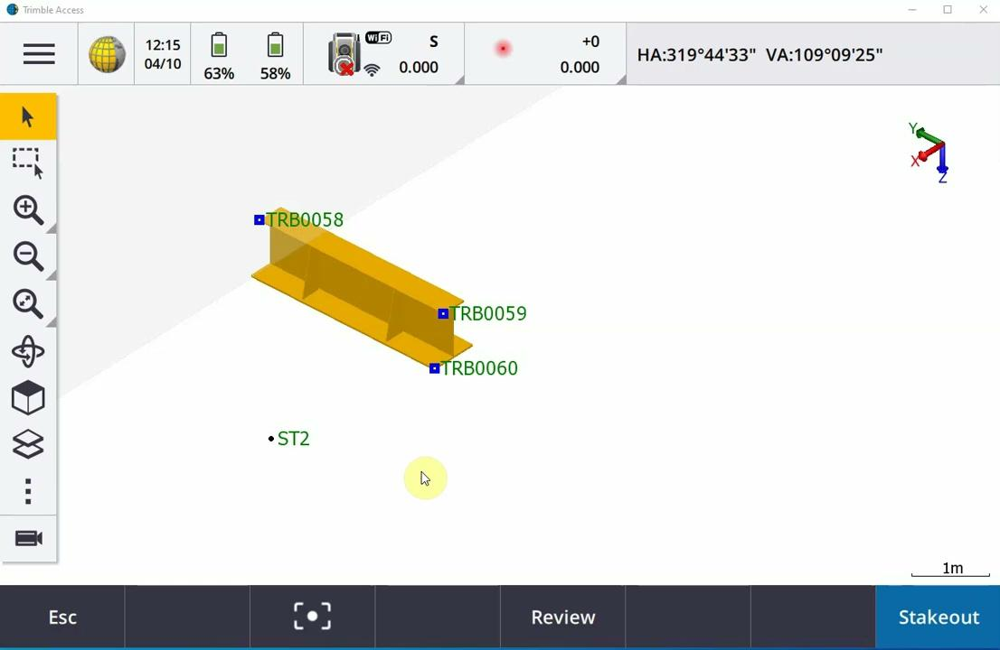 Trimble Access
12:15
04/10
63%
58%
WiFi
S
0.000
+0
0.000
HA:319°44'33" VA:109°09'25"
Y
X
Z
TRB0058
TRB0059
TRB0060
ST2
1m
Esc
Review
Stakeout